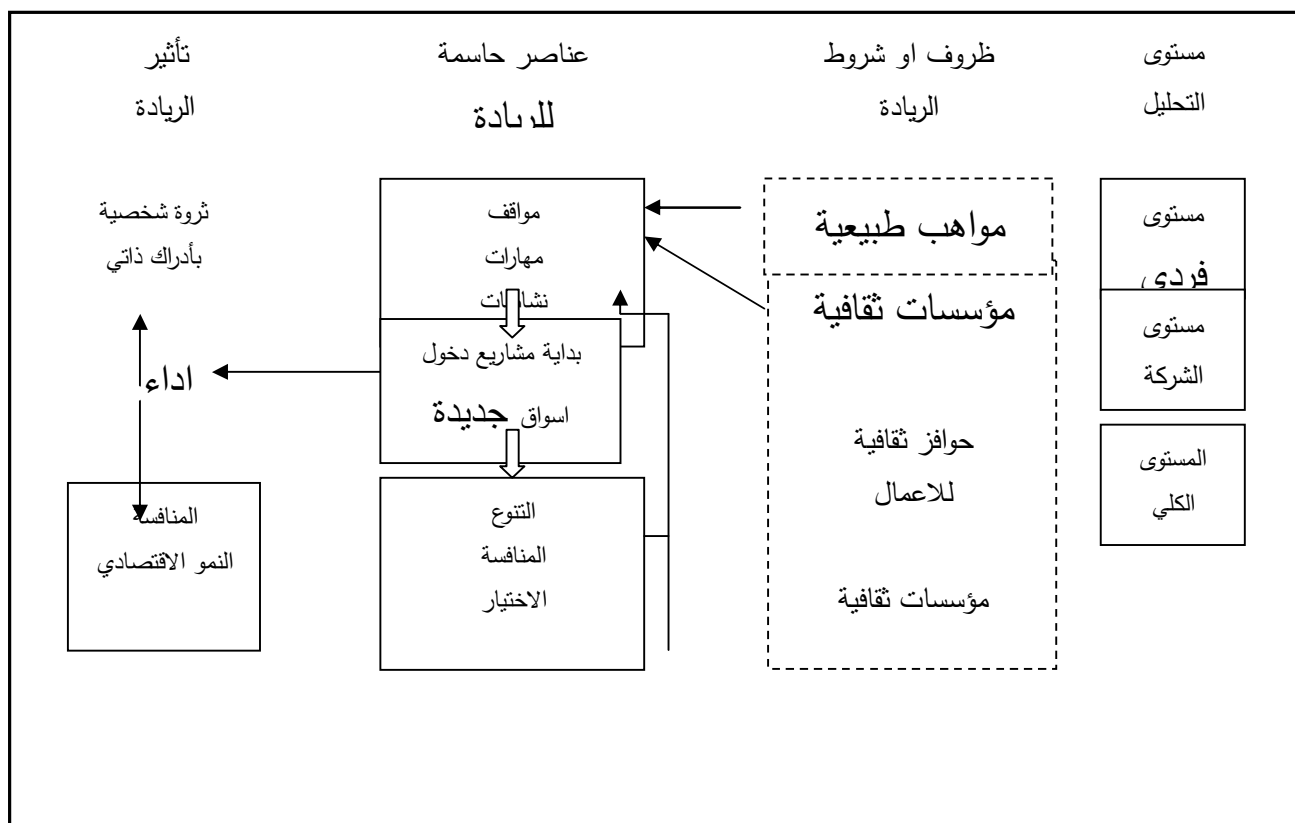 مستوى
التحليل
ظروف او شروط
الريادة
عناصر حاسمة
للريادة
تأثير
الريادة
مستوى
فردي
مستوى
الشركة
المستوى
الكلي
مواهب طبيعية
مؤسسات ثقافية
حوافز ثقافية
للاعمال
مؤسسات ثقافية
مواقف
مهارات
نشاطات
بداية مشاريع دخول
اسواق جديدة
التنوع
المنافسة
الاختيار
ثروة شخصية
بأدراك ذاتي
اداء
المنافسة
النمو الاقتصادي